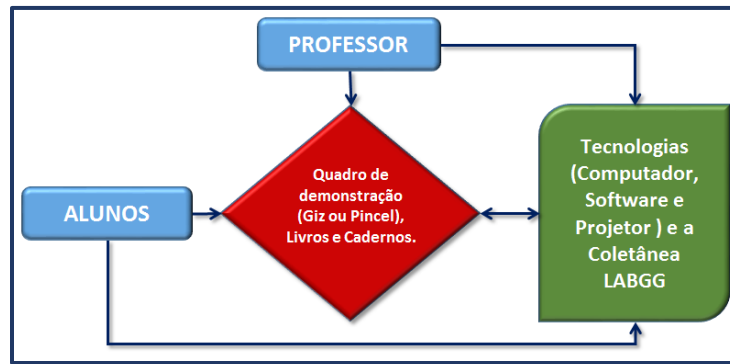 PROFESSOR
Quadro de
demonstração
(Giz ou Pincel),
Livros e Cadernos.
ALUNOS
Tecnologias
(Computador,
Software e
Projetor ) e a
Coletânea
LABGG